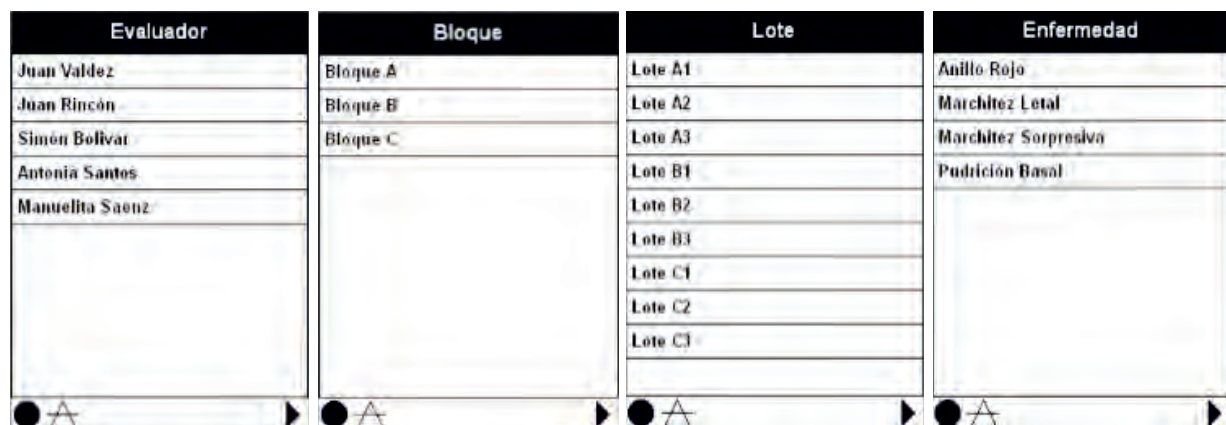 Evaluador
Juan Valdez
Juan Rincón
Simón Bolivar
Antonia Santos
Manuelita Saenz
Bloque
Bloque A
Bloque B
Bloque C
Lote
Lote A1
Lote A2
Lote A3
Lote B1
Lote B2
Lote B3
Lote C1
Lote C2
Lote C3
Enfermedad
Anillo Rojo
Marchitez Letal
Marchitez Sorpresiva
Pudrición Basal